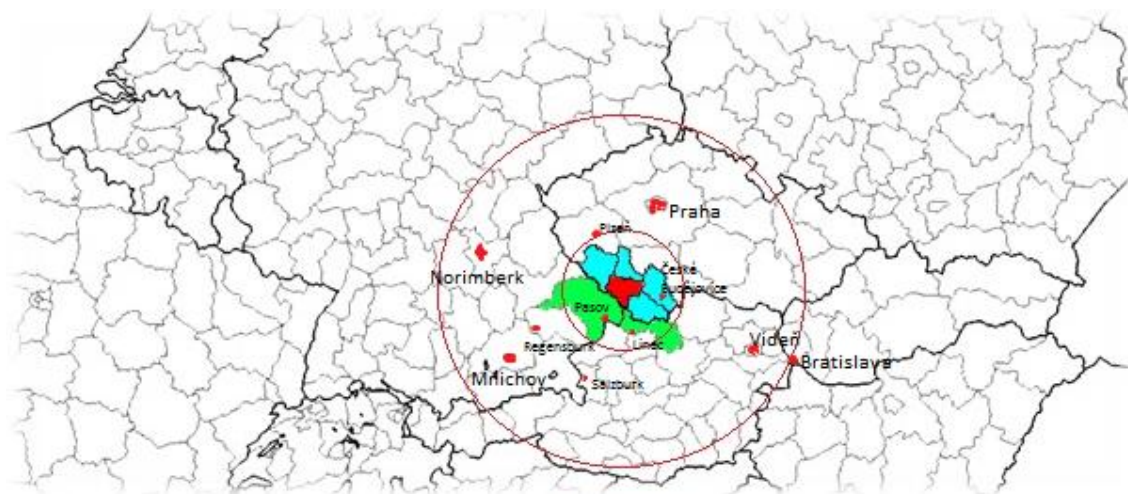 Praha
Plzeň
Norimberk
České
Budějovice
Pasov
Regensburk
Linec
Vídeň
Mnichov
Salzburk
Bratislava